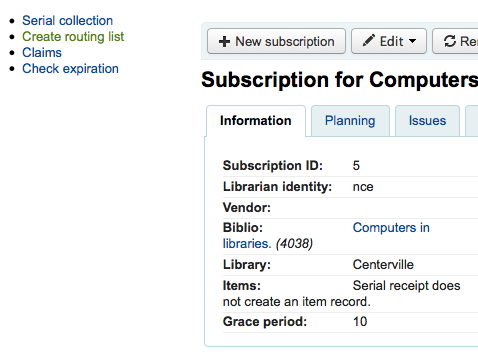 Serial collection
Create routing list
Claims
Check expiration
New subscription
Edit
Subscription for Computers
Information
Planning
Issues
Subscription ID: 5
Librarian identity: nce
Vendor:
Biblio: Computers in
libraries. (4038)
Library: Centerville
Items: Serial receipt does
not create an item record.
Grace period: 10